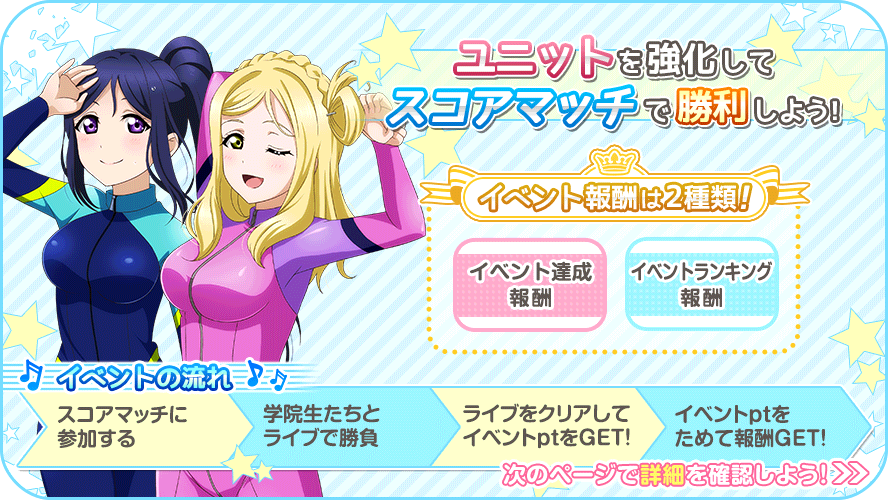 ユニットを強化して
スコアマッチで勝利しよう!
イベント報酬は2種類!
イベント達成
報酬
イベントランキング
報酬
イベントの流れ
スコアマッチに
参加する
学院生たちと
ライブで勝負
ライブをクリアして
イベントptをGET!
イベントptを
ためて報酬GET!
次のページで詳細を確認しよう!